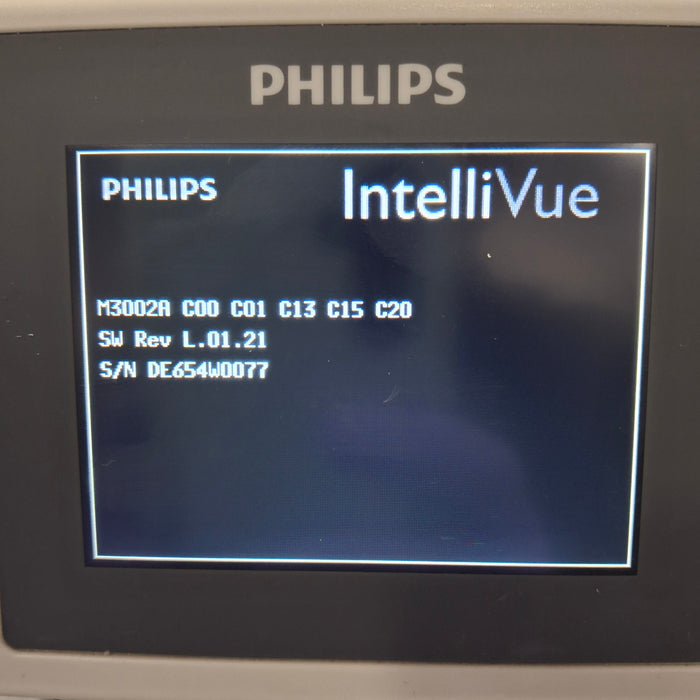 PHILIPS
PHILIPS IntelliVue
M3002A C00 C01 C13 C15 C20
SW Rev L.01.21
S/N DE654W0077